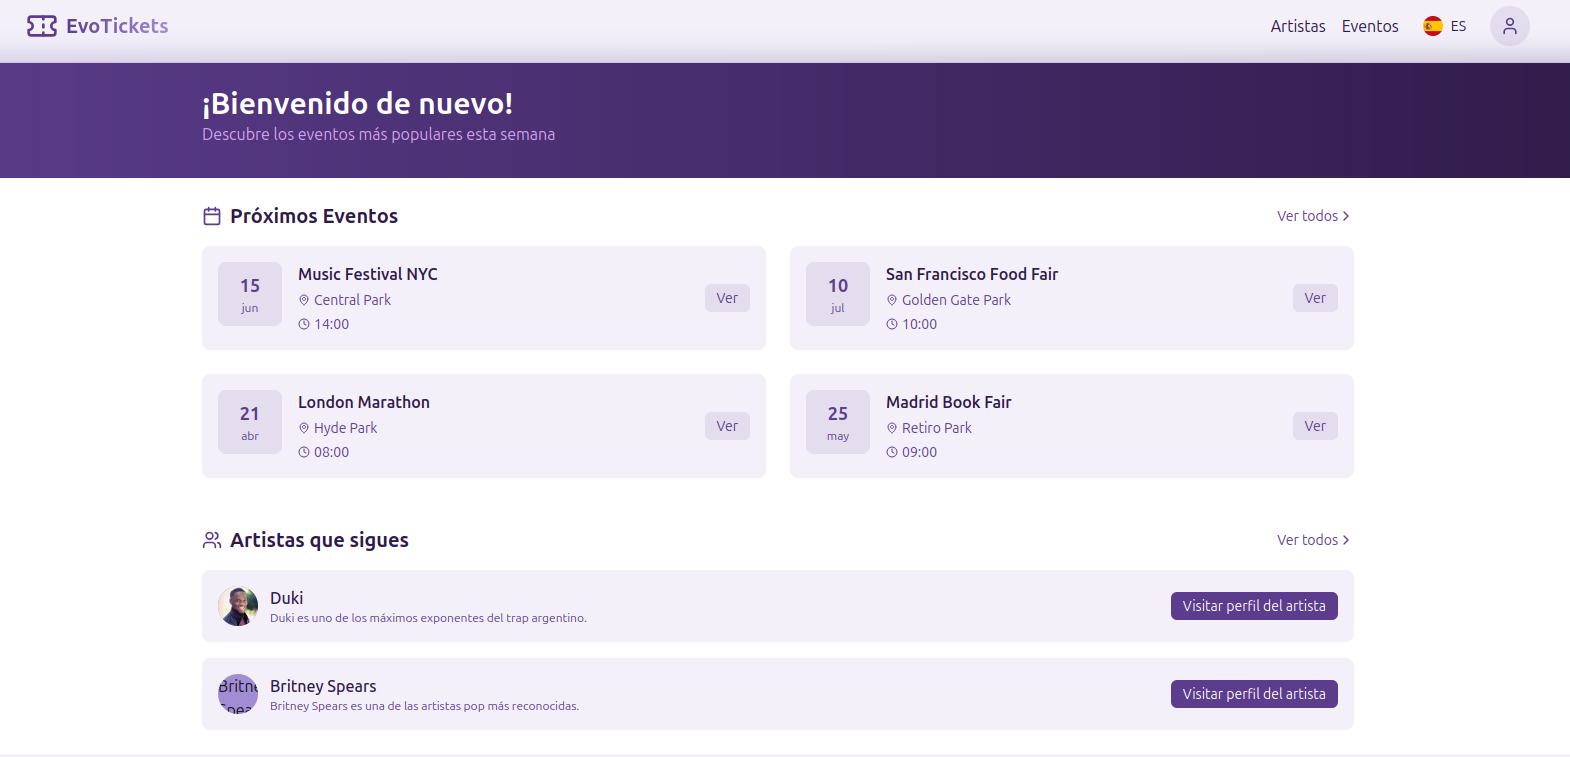 EvoTickets
Artistas Eventos ES
¡Bienvenido de nuevo!
Descubre los eventos más populares esta semana
Próximos Eventos
Ver todos
15
jun
Music Festival NYC
Central Park
14:00
Ver
10
jul
San Francisco Food Fair
Golden Gate Park
10:00
Ver
21
abr
London Marathon
Hyde Park
08:00
Ver
25
may
Madrid Book Fair
Retiro Park
09:00
Ver
Artistas que sigues
Ver todos
Duki
Duki es uno de los máximos exponentes del trap argentino.
Visitar perfil del artista
Britne
Spea
Britney Spears
Britney Spears es una de las artistas pop más reconocidas.
Visitar perfil del artista